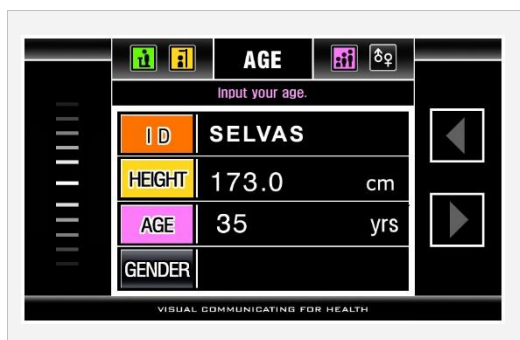 AGE
Input your age.
ID SELVAS
HEIGHT 173.0 cm
AGE 35 yrs
GENDER
VISUAL COMMUNICATING FOR HEALTH